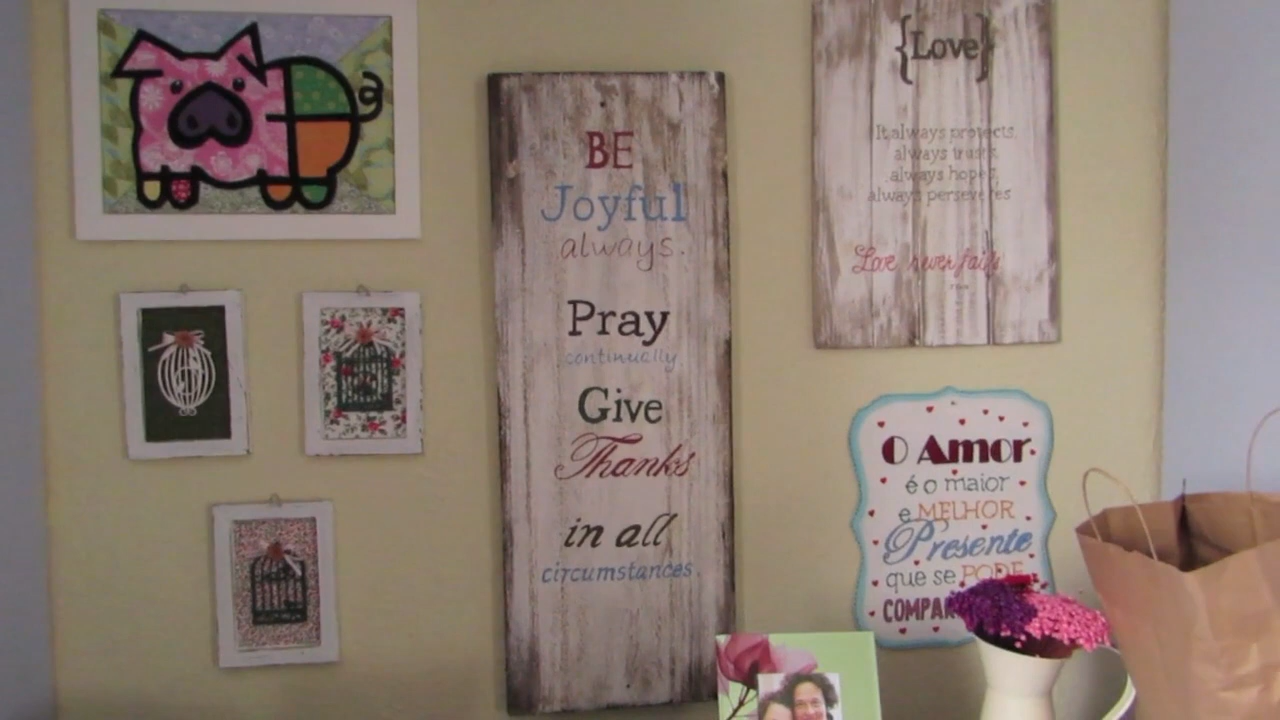 BE
Joyful
always.
Pray
continually
Give
Thanks
in all
circumstances.
{Love}
It always protects,
always trusts,
always hopes,
always perseveres
Love never fails
O Amor
é o maior
e MELHOR
Presente
que se PODE